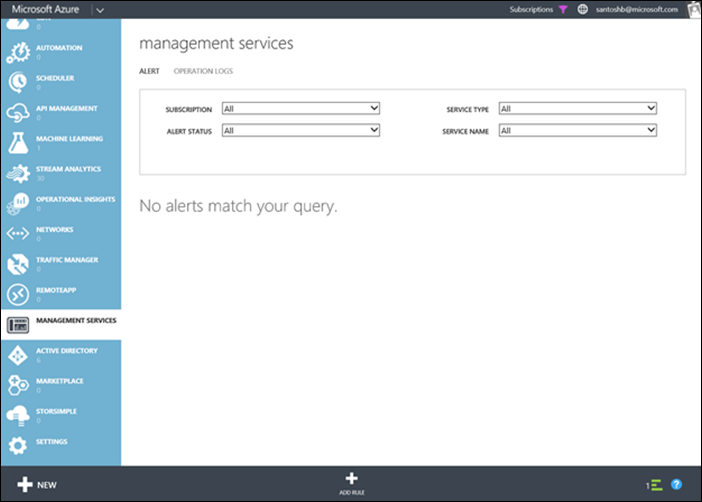 Microsoft Azure
Subscriptions
santoshb@microsoft.com
AUTOMATION
0
SCHEDULER
0
API MANAGEMENT
0
MACHINE LEARNING
1
STREAM ANALYTICS
30
OPERATIONAL INSIGHTS
0
NETWORKS
0
TRAFFIC MANAGER
0
REMOTEAPP
0
MANAGEMENT SERVICES
ACTIVE DIRECTORY
6
MARKETPLACE
0
STORSIMPLE
0
SETTINGS
management services
ALERT OPERATION LOGS
SUBSCRIPTION All SERVICE TYPE All
ALERT STATUS All SERVICE NAME All
No alerts match your query.
NEW
ADD RULE
1
?